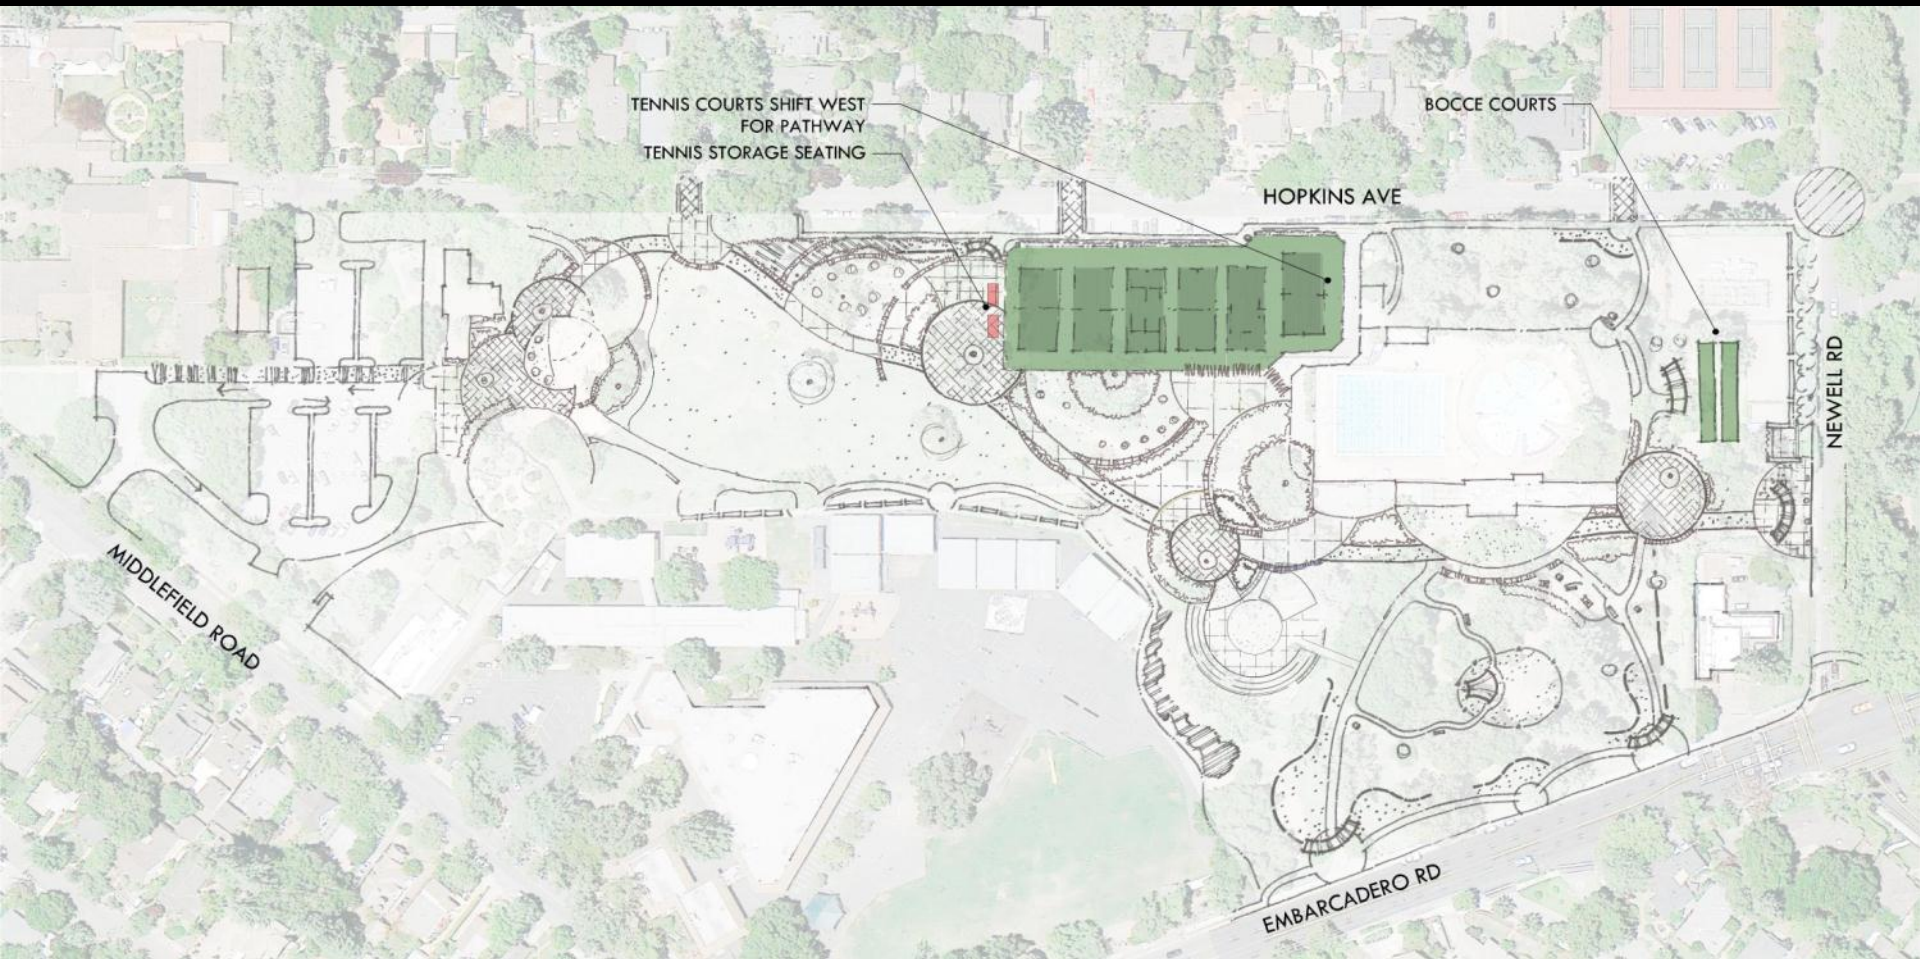 TENNIS COURTS SHIFT WEST
FOR PATHWAY
TENNIS STORAGE SEATING
BOCCE COURTS
HOPKINS AVE
NEWELL RD
MIDDLEFIELD ROAD
EMBARCADERO RD